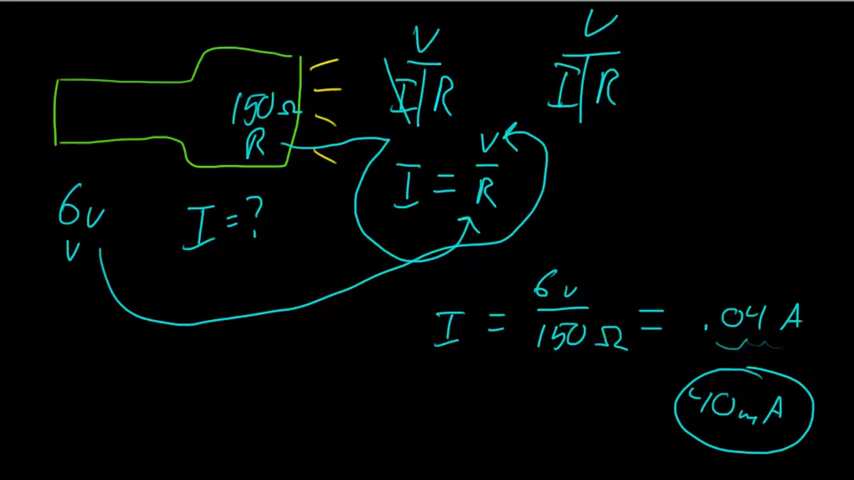 V
I | R
V
I | R
150Ω
R
I = V/R
6v
v
I = ?
I = 6v/150Ω = .04 A
40mA